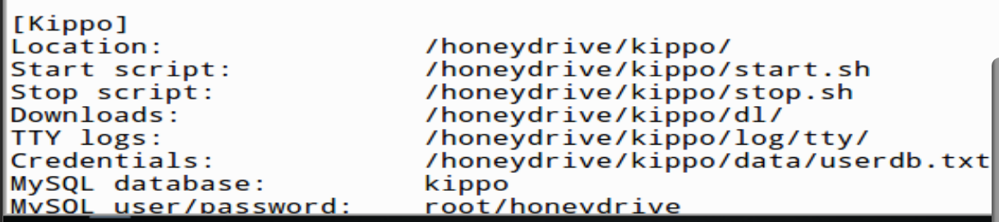 [Kippo]
Location: /honeydrive/kippo/
Start script: /honeydrive/kippo/start.sh
Stop script: /honeydrive/kippo/stop.sh
Downloads: /honeydrive/kippo/dl/
TTY logs: /honeydrive/kippo/log/tty/
Credentials: /honeydrive/kippo/data/userdb.txt
MySQL database: kippo
MySQL user/password: root/honeydrive